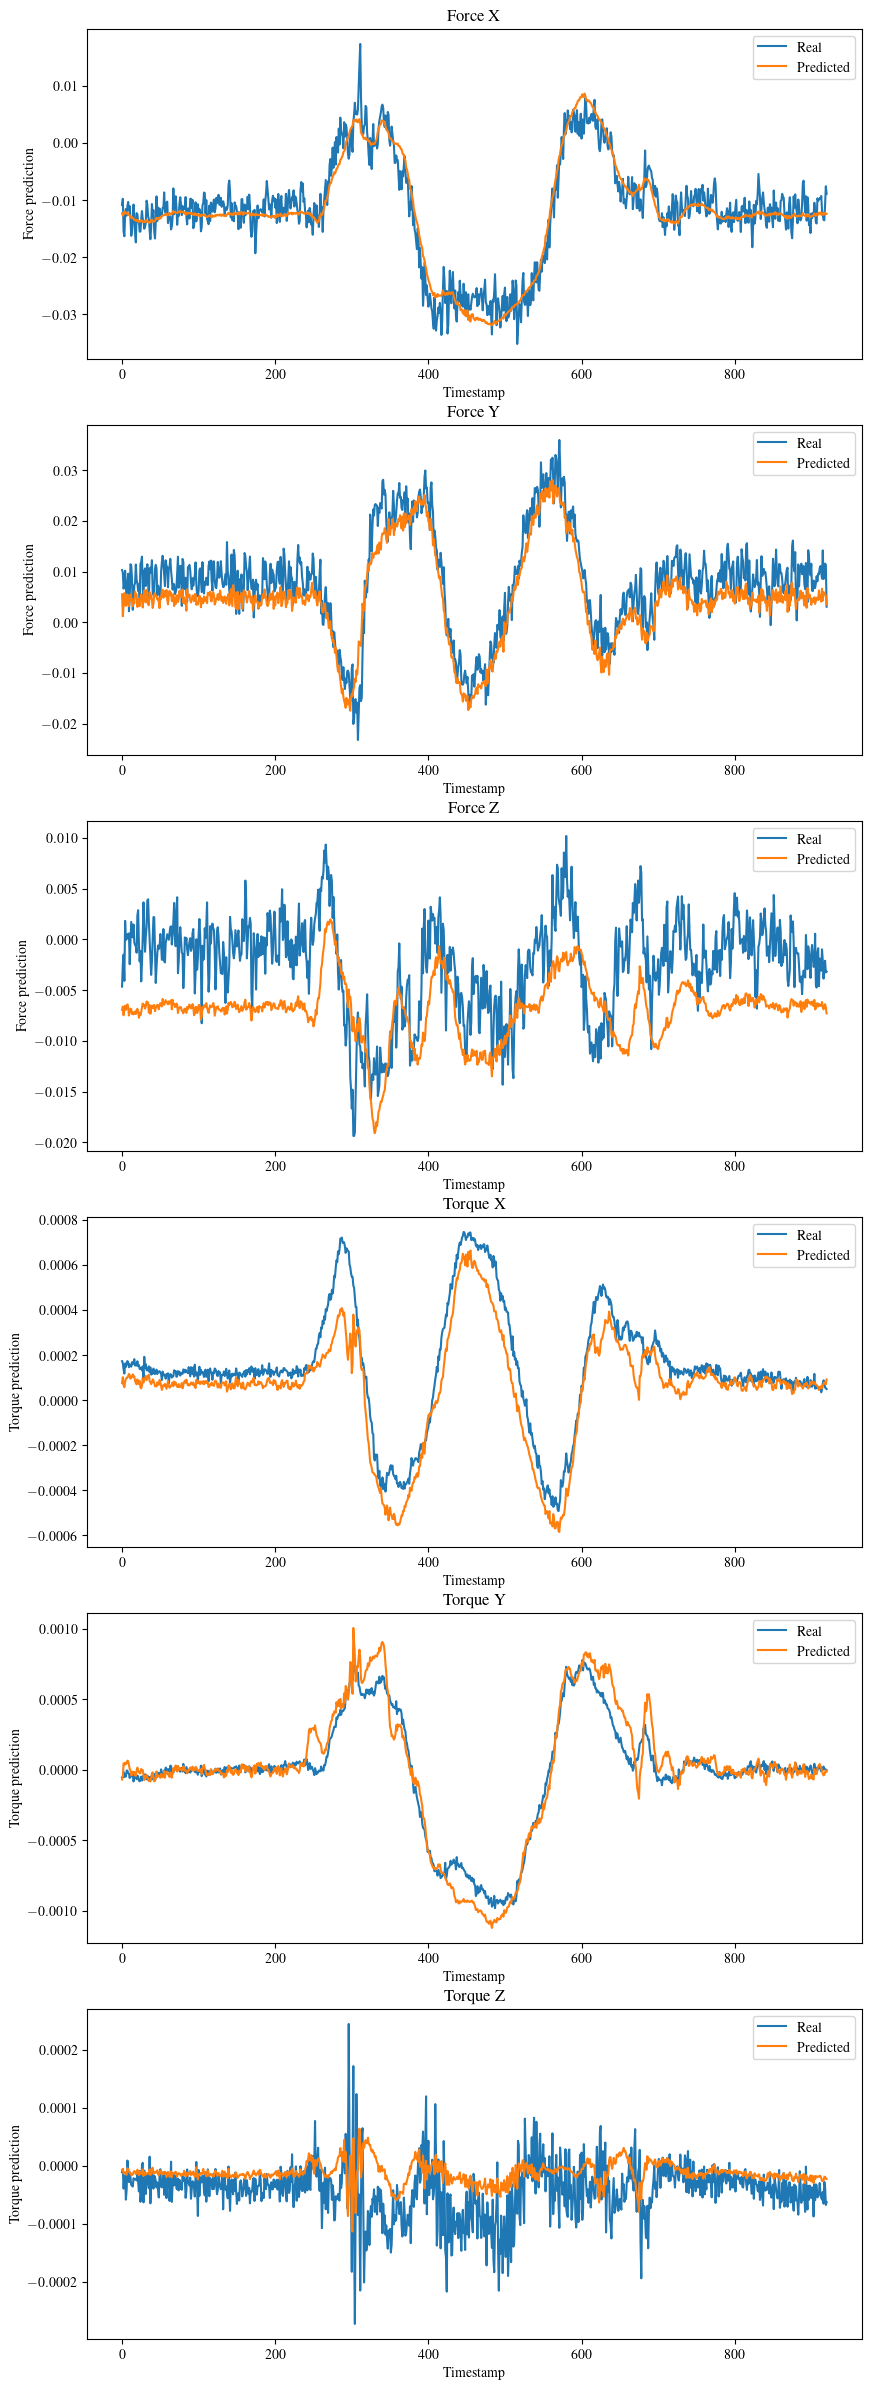 Force X
Real
Predicted
0.01
0.00
−0.01
−0.02
−0.03
Force prediction
0 200 400 600 800
Timestamp
Force Y
Real
Predicted
0.03
0.02
0.01
0.00
−0.01
−0.02
Force prediction
0 200 400 600 800
Timestamp
Force Z
Real
Predicted
0.010
0.005
0.000
−0.005
−0.010
−0.015
−0.020
Force prediction
0 200 400 600 800
Timestamp
Torque X
Real
Predicted
0.0008
0.0006
0.0004
0.0002
0.0000
−0.0002
−0.0004
−0.0006
Torque prediction
0 200 400 600 800
Timestamp
Torque Y
Real
Predicted
0.0010
0.0005
0.0000
−0.0005
−0.0010
Torque prediction
0 200 400 600 800
Timestamp
Torque Z
Real
Predicted
0.0002
0.0001
0.0000
−0.0001
−0.0002
Torque prediction
0 200 400 600 800
Timestamp